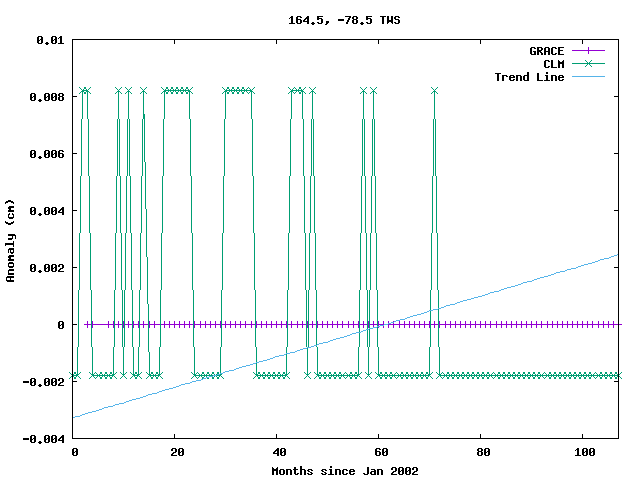 164.5, -78.5 TWS
GRACE
CLM
Trend Line
Anomaly (cm)
0.01
0.008
0.006
0.004
0.002
0
-0.002
-0.004
0 20 40 60 80 100
Months since Jan 2002